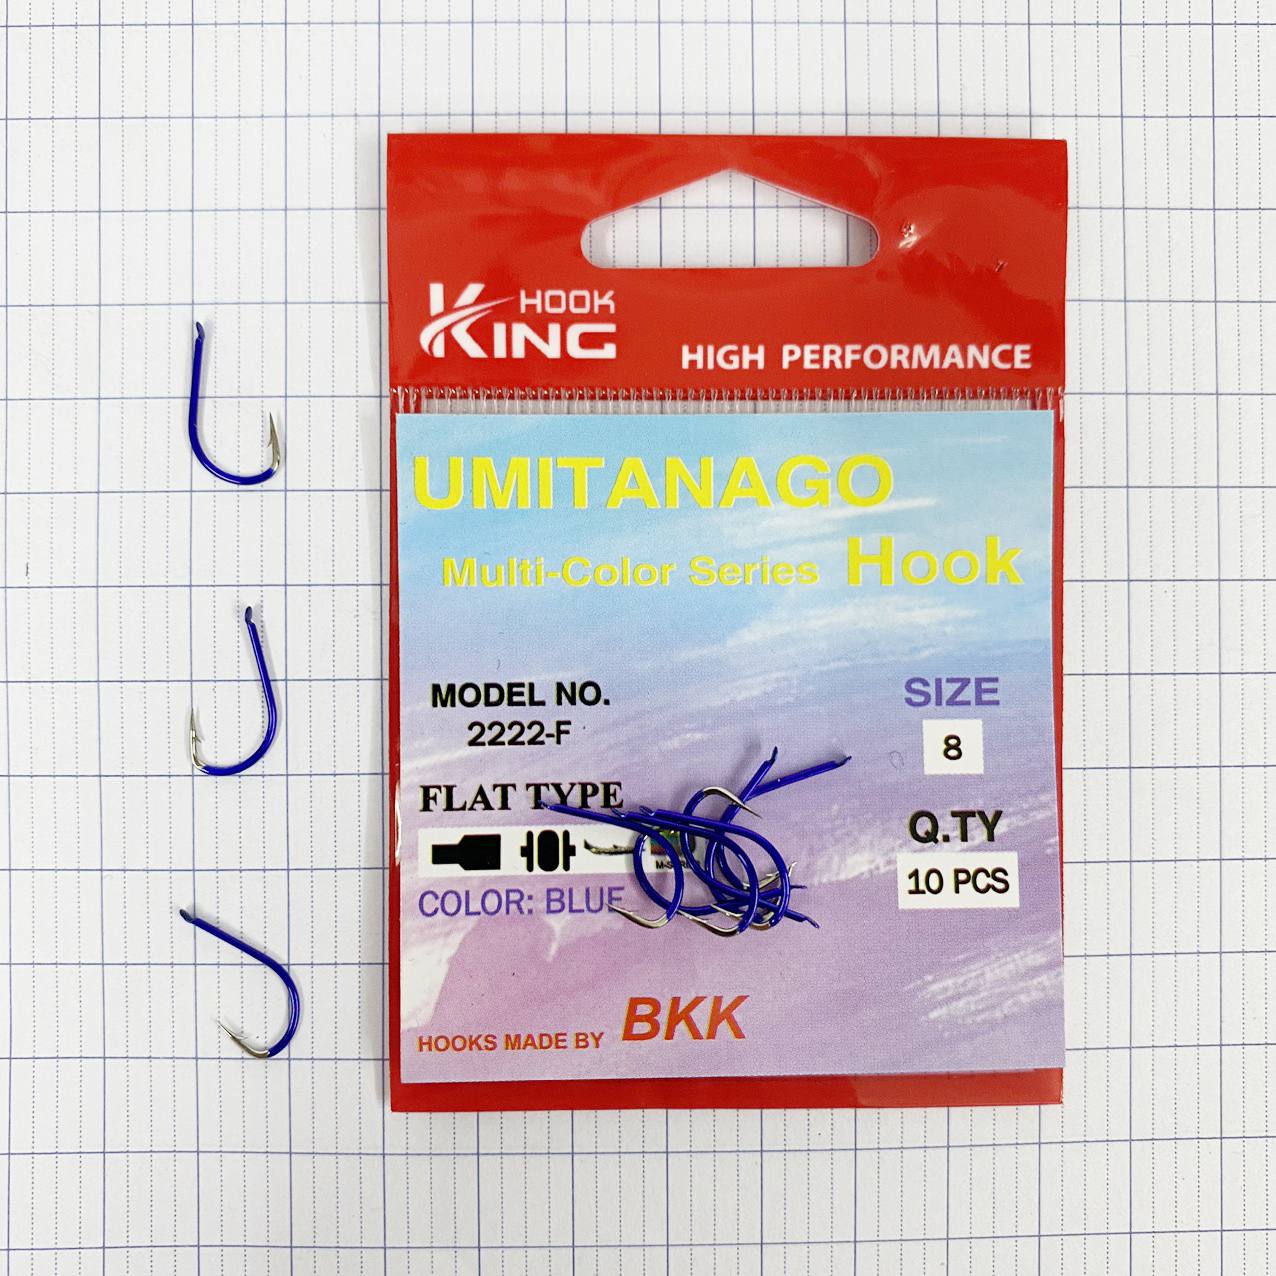 HOOK
KING
HIGH PERFORMANCE
UMITANAGO
Multi-Color Series Hook
MODEL NO.
2222-F
SIZE
8
FLAT TYPE
Q.TY
10 PCS
COLOR: BLUE
HOOKS MADE BY BKK